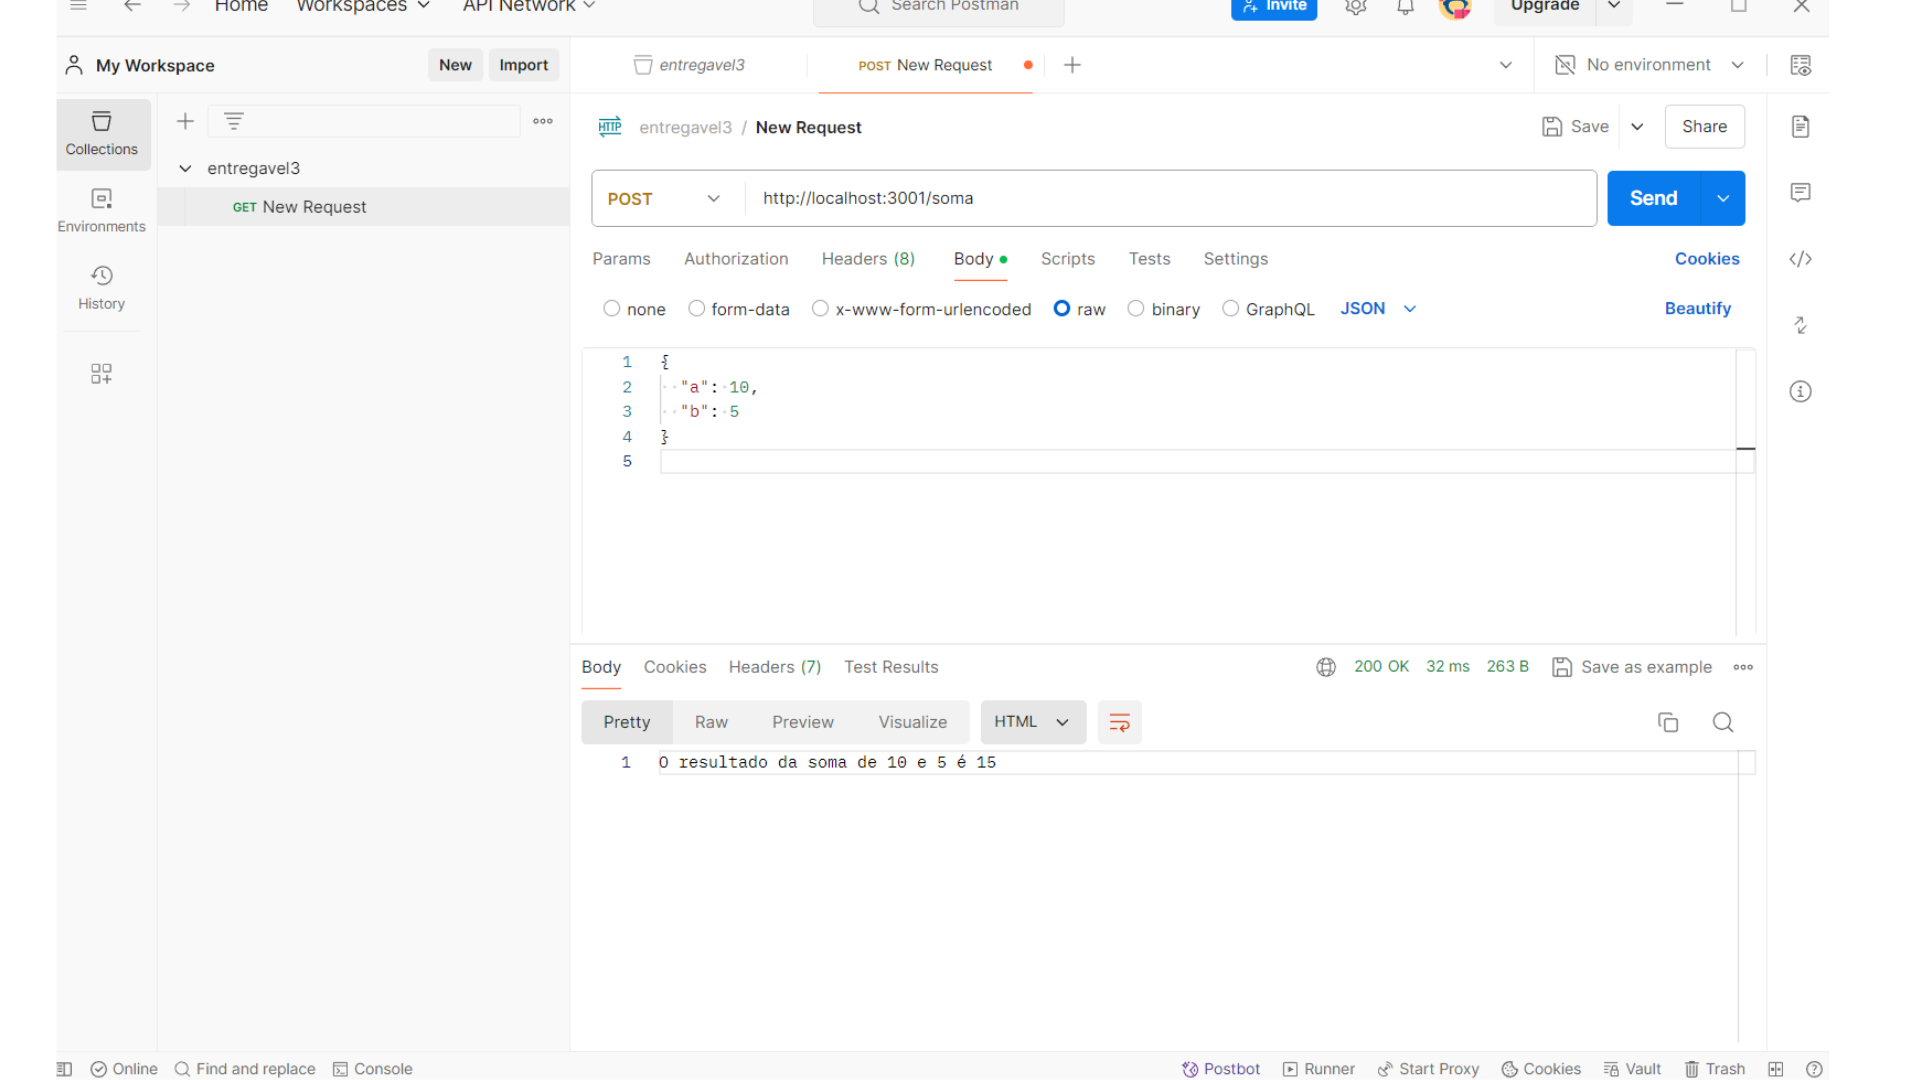 Home Workspaces API Network Search Postman Invite Upgrade
My Workspace New Import entregavel3 POST New Request No environment
Collections
Environments
History
entregavel3
GET New Request
HTTP entregavel3 / New Request Save Share
POST http://localhost:3001/soma Send
Params Authorization Headers (8) Body Scripts Tests Settings Cookies
none form-data x-www-form-urlencoded raw binary GraphQL JSON Beautify
1 {
2 "a": 10,
3 "b": 5
4 }
5
Body Cookies Headers (7) Test Results 200 OK 32 ms 263 B Save as example
Pretty Raw Preview Visualize HTML
1 O resultado da soma de 10 e 5 é 15
Online Find and replace Console Postbot Runner Start Proxy Cookies Vault Trash